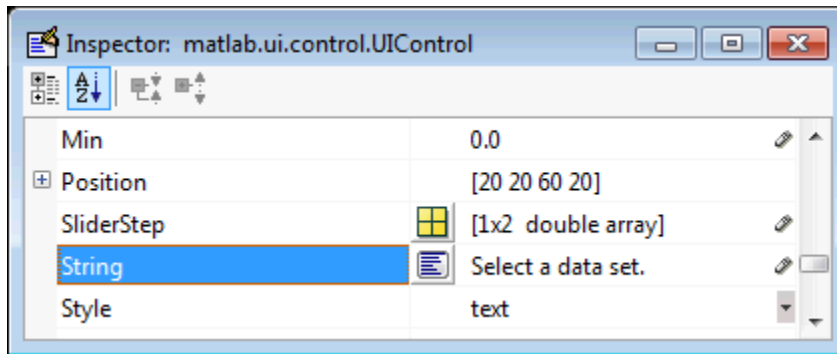 Inspector: matlab.ui.control.UIControl
A
Z
Min 0.0
Position [20 20 60 20]
SliderStep [1x2 double array]
String Select a data set.
Style text